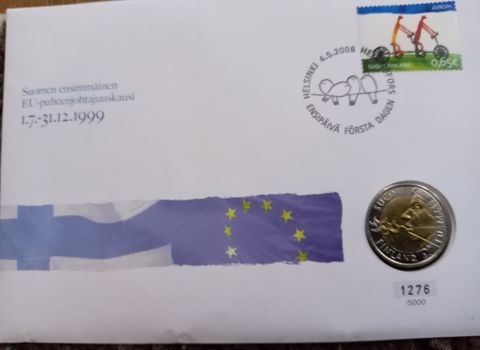 Suomen ensimmäinen
EU-puheenjohtajuuskausi
1.7.-31.12.1999
EUROPA
SUOMI FINLAND
0,65€
HELSINKI 4.5.2006 HELSINGFORS
ENSIPÄIVÄ FÖRSTA DAGEN
SUOMI
FINLAND
1276
/5000